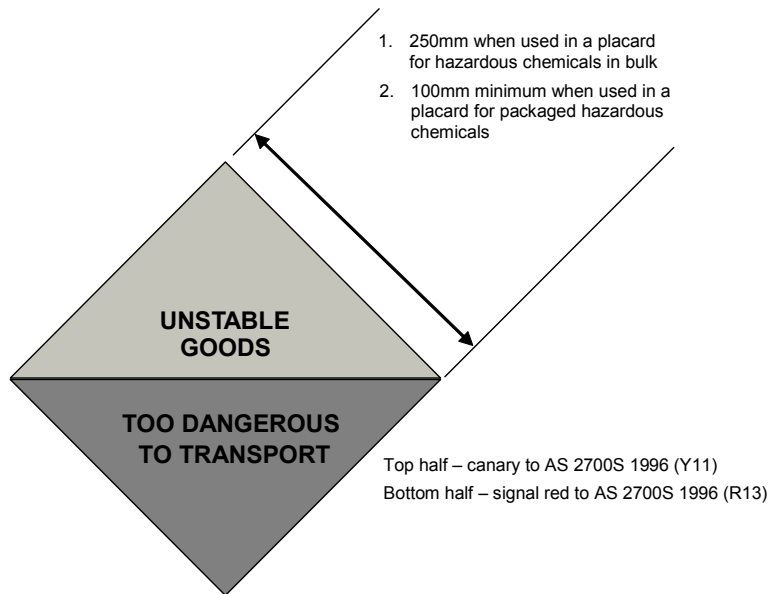 1. 250mm when used in a placard
for hazardous chemicals in bulk
2. 100mm minimum when used in a
placard for packaged hazardous
chemicals
UNSTABLE
GOODS
TOO DANGEROUS
TO TRANSPORT
Top half – canary to AS 2700S 1996 (Y11)
Bottom half – signal red to AS 2700S 1996 (R13)